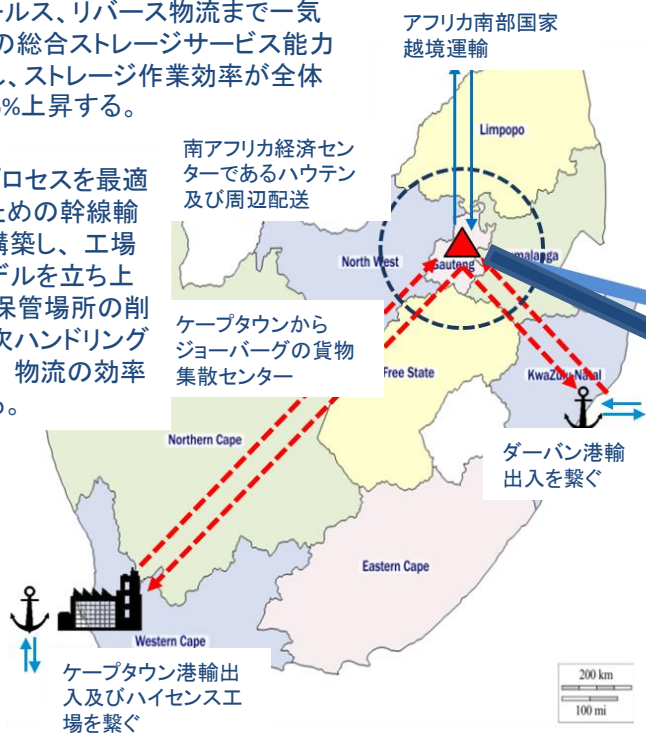 ールス、リバース物流まで一気
の総合ストレージサービス能力
し、ストレージ作業効率が全体
%上昇する。
アフリカ南部国家
越境運輸
Limpopo
南アフリカ経済セン
ターであるハウテン
及び周辺配送
プロセスを最適
ための幹線輸
構築し、工場
デルを立ち上
保管場所の削
次ハンドリング
物流の効率
る。
North West
Gauteng
malanga
ケープタウンから
ジョーバーグの貨物
集散センター
Free State
KwaZulu-Natal
Northern Cape
ダーバン港輸
出入を繋ぐ
Eastern Cape
Western Cape
ケープタウン港輸出
入及びハイセンス工
場を繋ぐ
200 km
100 mi